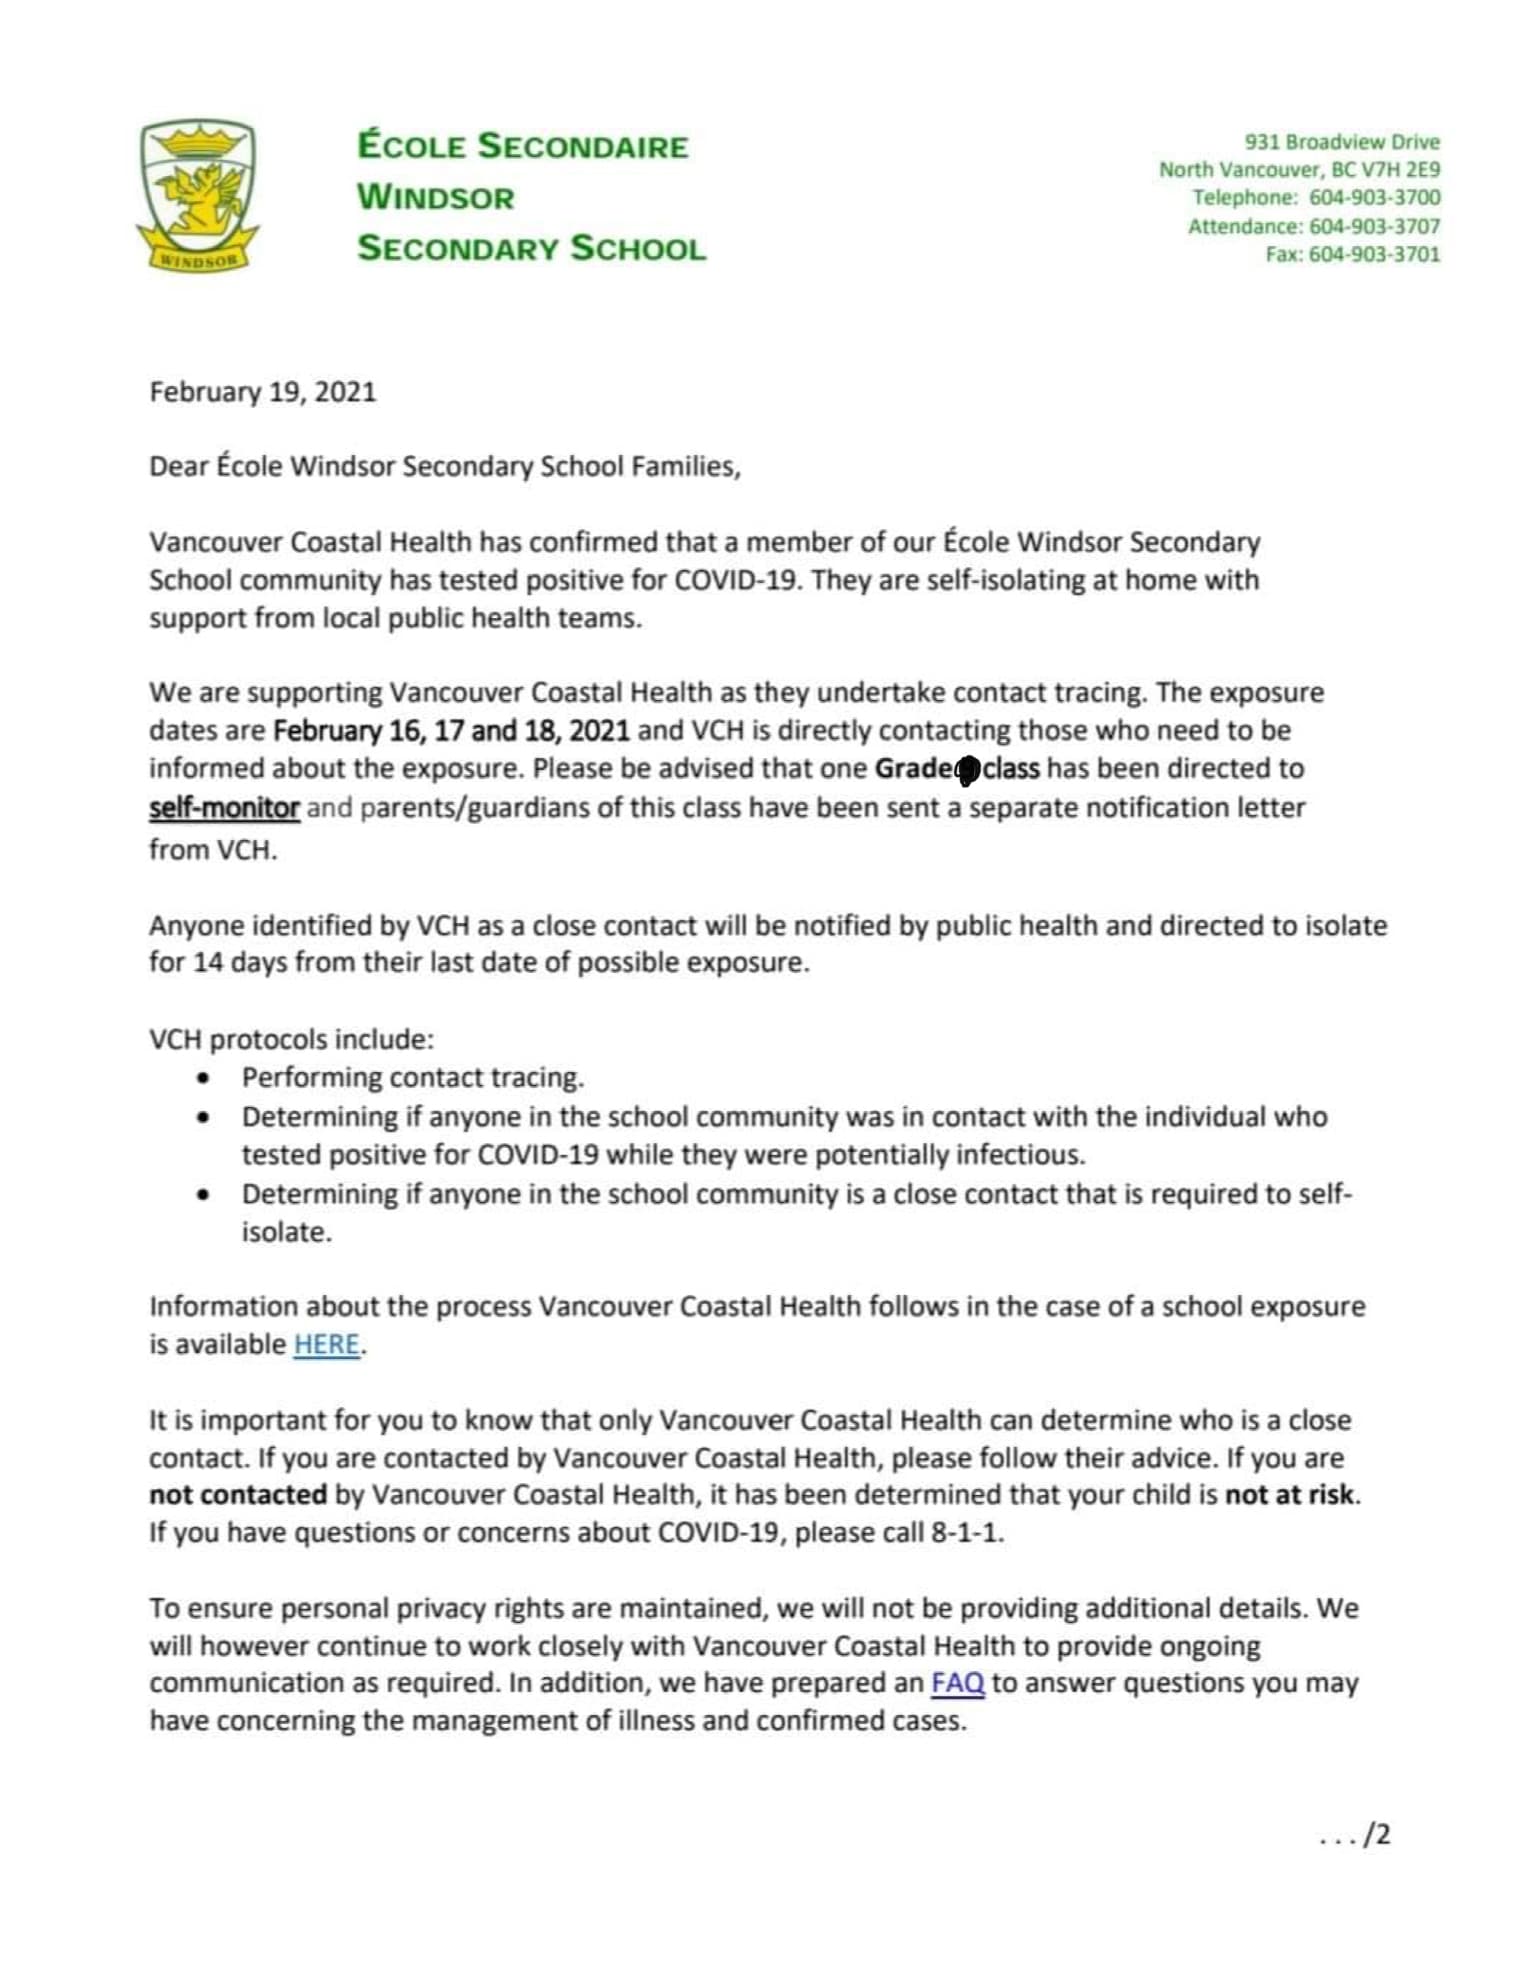 WINDSOR
ÉCOLE SECONDAIRE
WINDSOR
SECONDARY SCHOOL
931 Broadview Drive
North Vancouver, BC V7H 2E9
Telephone: 604-903-3700
Attendance: 604-903-3707
Fax: 604-903-3701
February 19, 2021
Dear École Windsor Secondary School Families,
Vancouver Coastal Health has confirmed that a member of our École Windsor Secondary
School community has tested positive for COVID-19. They are self-isolating at home with
support from local public health teams.
We are supporting Vancouver Coastal Health as they undertake contact tracing. The exposure
dates are February 16, 17 and 18, 2021 and VCH is directly contacting those who need to be
informed about the exposure. Please be advised that one Grade class has been directed to
self-monitor and parents/guardians of this class have been sent a separate notification letter
from VCH.
Anyone identified by VCH as a close contact will be notified by public health and directed to isolate
for 14 days from their last date of possible exposure.
VCH protocols include:
• Performing contact tracing.
• Determining if anyone in the school community was in contact with the individual who
tested positive for COVID-19 while they were potentially infectious.
• Determining if anyone in the school community is a close contact that is required to self-
isolate.
Information about the process Vancouver Coastal Health follows in the case of a school exposure
is available HERE.
It is important for you to know that only Vancouver Coastal Health can determine who is a close
contact. If you are contacted by Vancouver Coastal Health, please follow their advice. If you are
not contacted by Vancouver Coastal Health, it has been determined that your child is not at risk.
If you have questions or concerns about COVID-19, please call 8-1-1.
To ensure personal privacy rights are maintained, we will not be providing additional details. We
will however continue to work closely with Vancouver Coastal Health to provide ongoing
communication as required. In addition, we have prepared an FAQ to answer questions you may
have concerning the management of illness and confirmed cases.
. . . /2